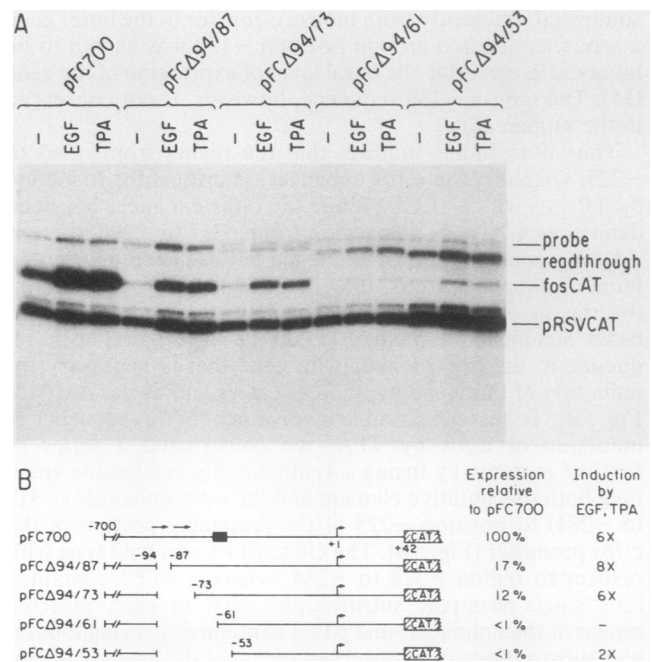 A
pFC700
pFCΔ94/87
pFCΔ94/73
pFCΔ94/61
pFCΔ94/53
– EGF TPA – EGF TPA – EGF TPA – EGF TPA – EGF TPA
probe
readthrough
fosCAT
pRSVCAT
B
Expression relative to pFC700
Induction by EGF, TPA
-700
pFC700 CAT 100% 6X
+42
-94 -87
pFCΔ94/87 CAT 17% 8X
-73
pFCΔ94/73 CAT 12% 6X
-61
pFCΔ94/61 CAT <1% –
-53
pFCΔ94/53 CAT <1% 2X